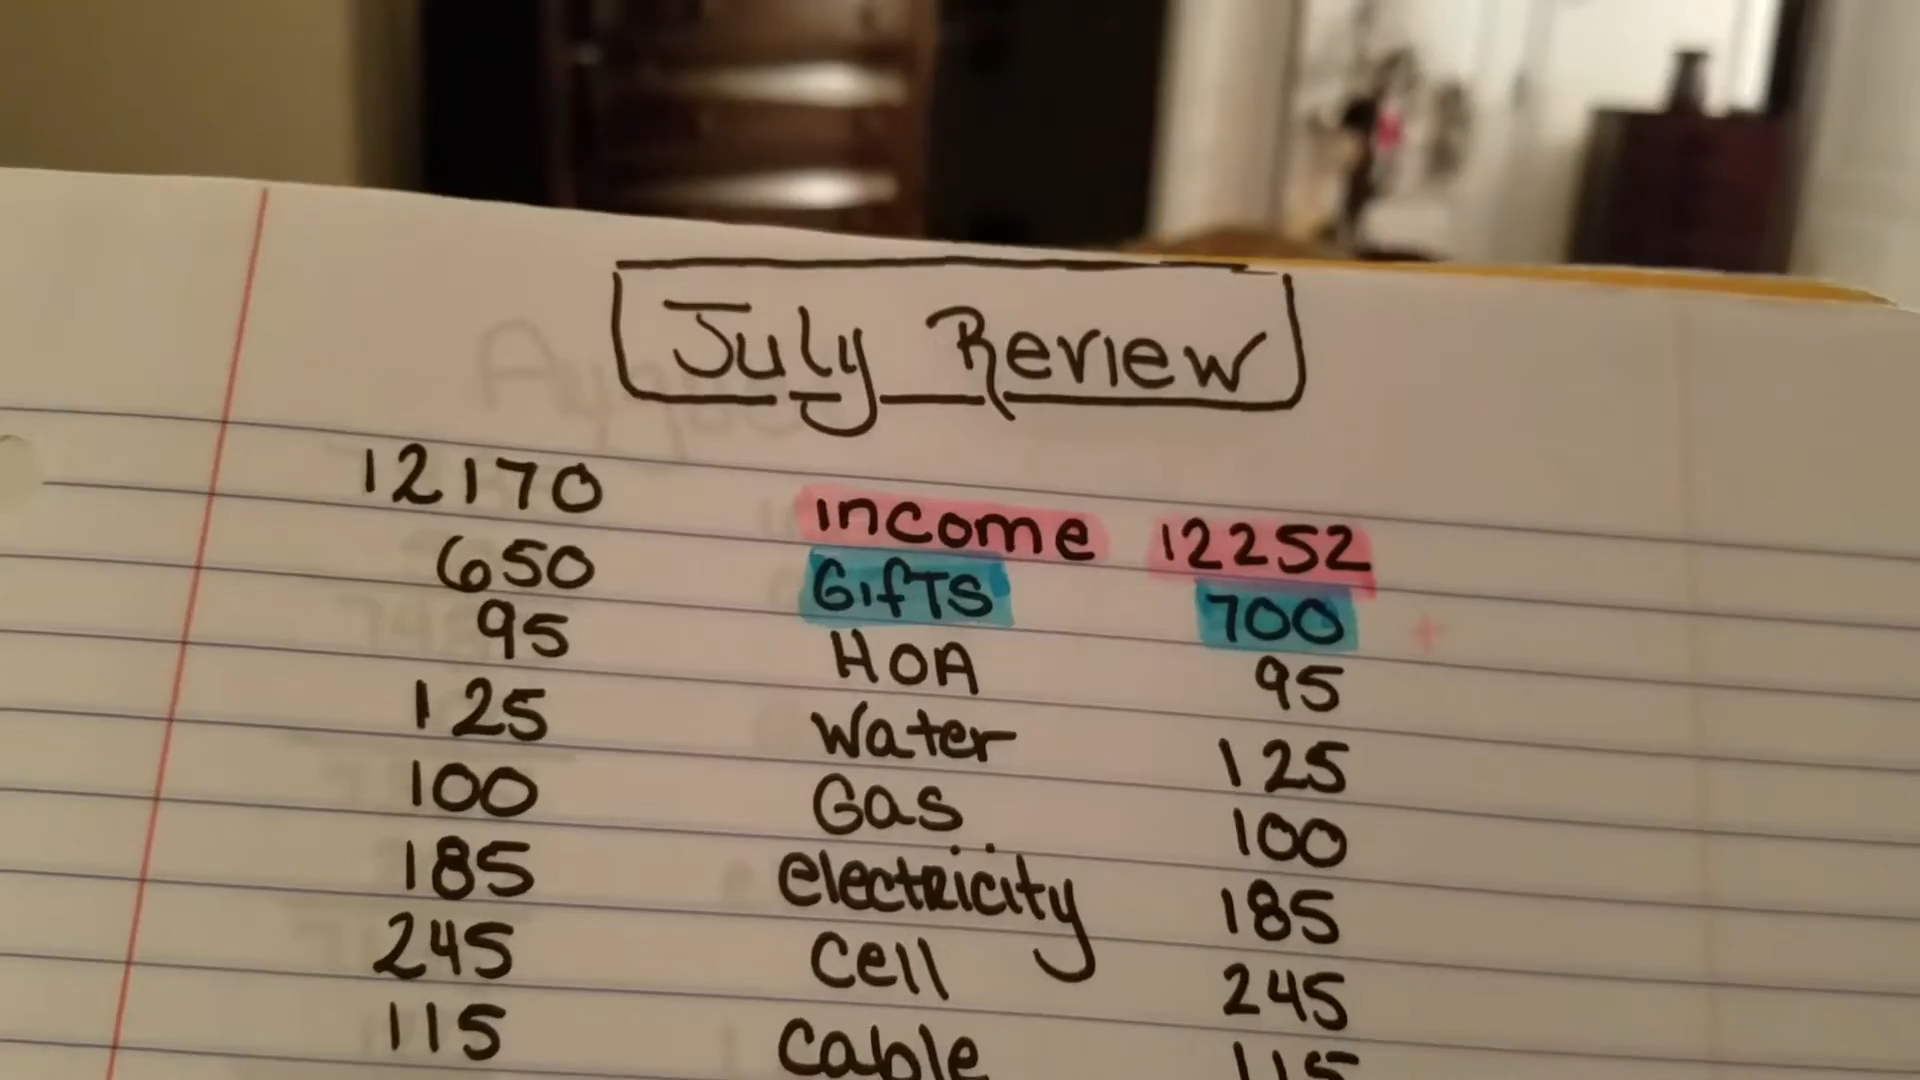 July Review
12170 income 12252
650 Gifts 700 +
95 HOA 95
125 Water 125
100 Gas 100
185 electricity 185
245 Cell 245
115 Cable 115